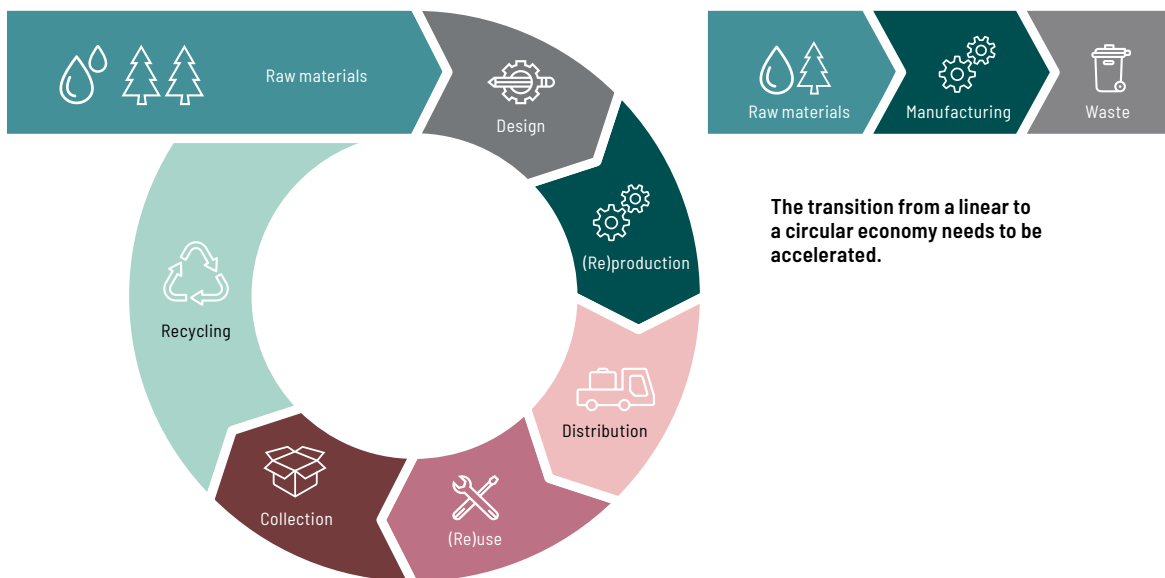 Raw materials
Design
(Re)production
Distribution
(Re)use
Collection
Recycling
Raw materials
Manufacturing
Waste
The transition from a linear to
a circular economy needs to be
accelerated.